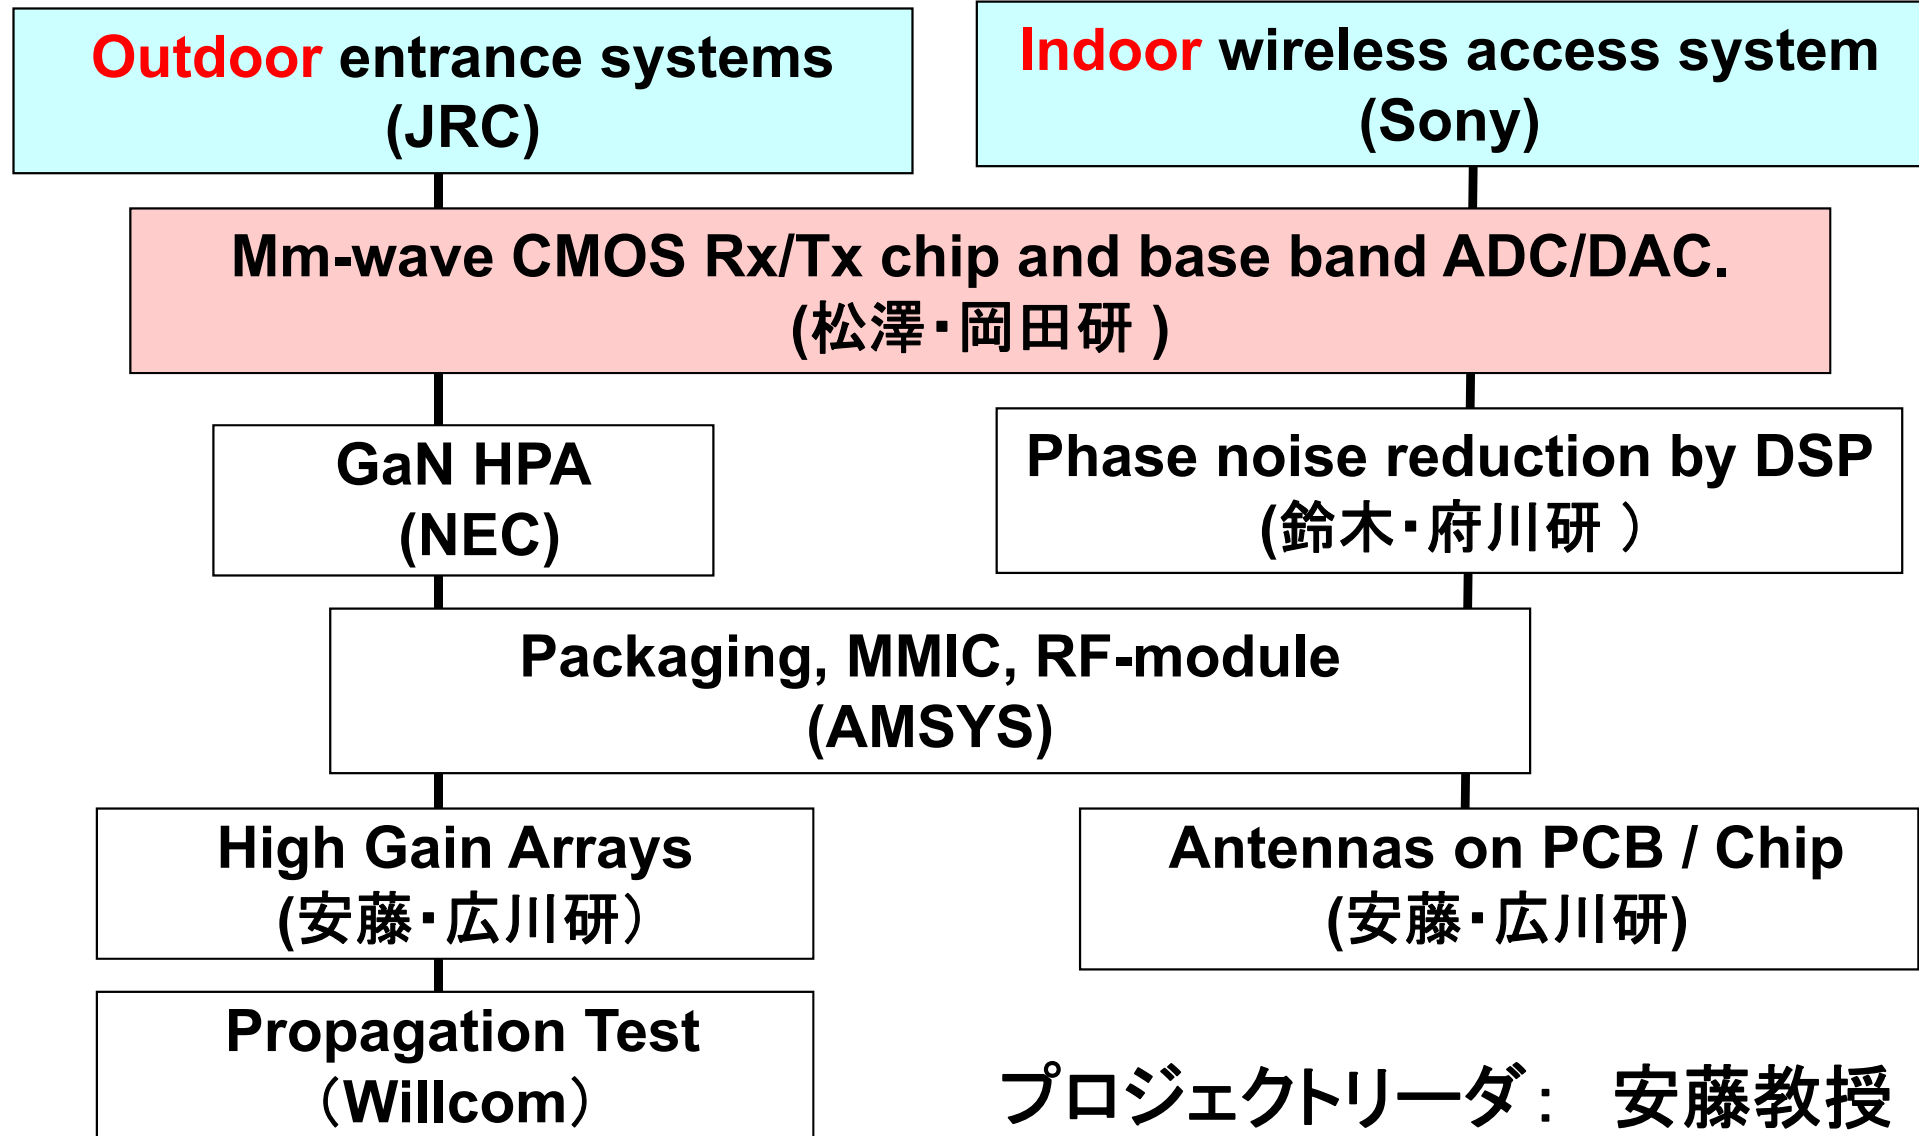 Outdoor entrance systems
(JRC)
Indoor wireless access system
(Sony)
Mm-wave CMOS Rx/Tx chip and base band ADC/DAC.
(松澤・岡田研 )
GaN HPA
(NEC)
Phase noise reduction by DSP
(鈴木・府川研 ）
Packaging, MMIC, RF-module
(AMSYS)
High Gain Arrays
(安藤・広川研）
Antennas on PCB / Chip
(安藤・広川研)
Propagation Test
（Willcom）
プロジェクトリーダ： 安藤教授